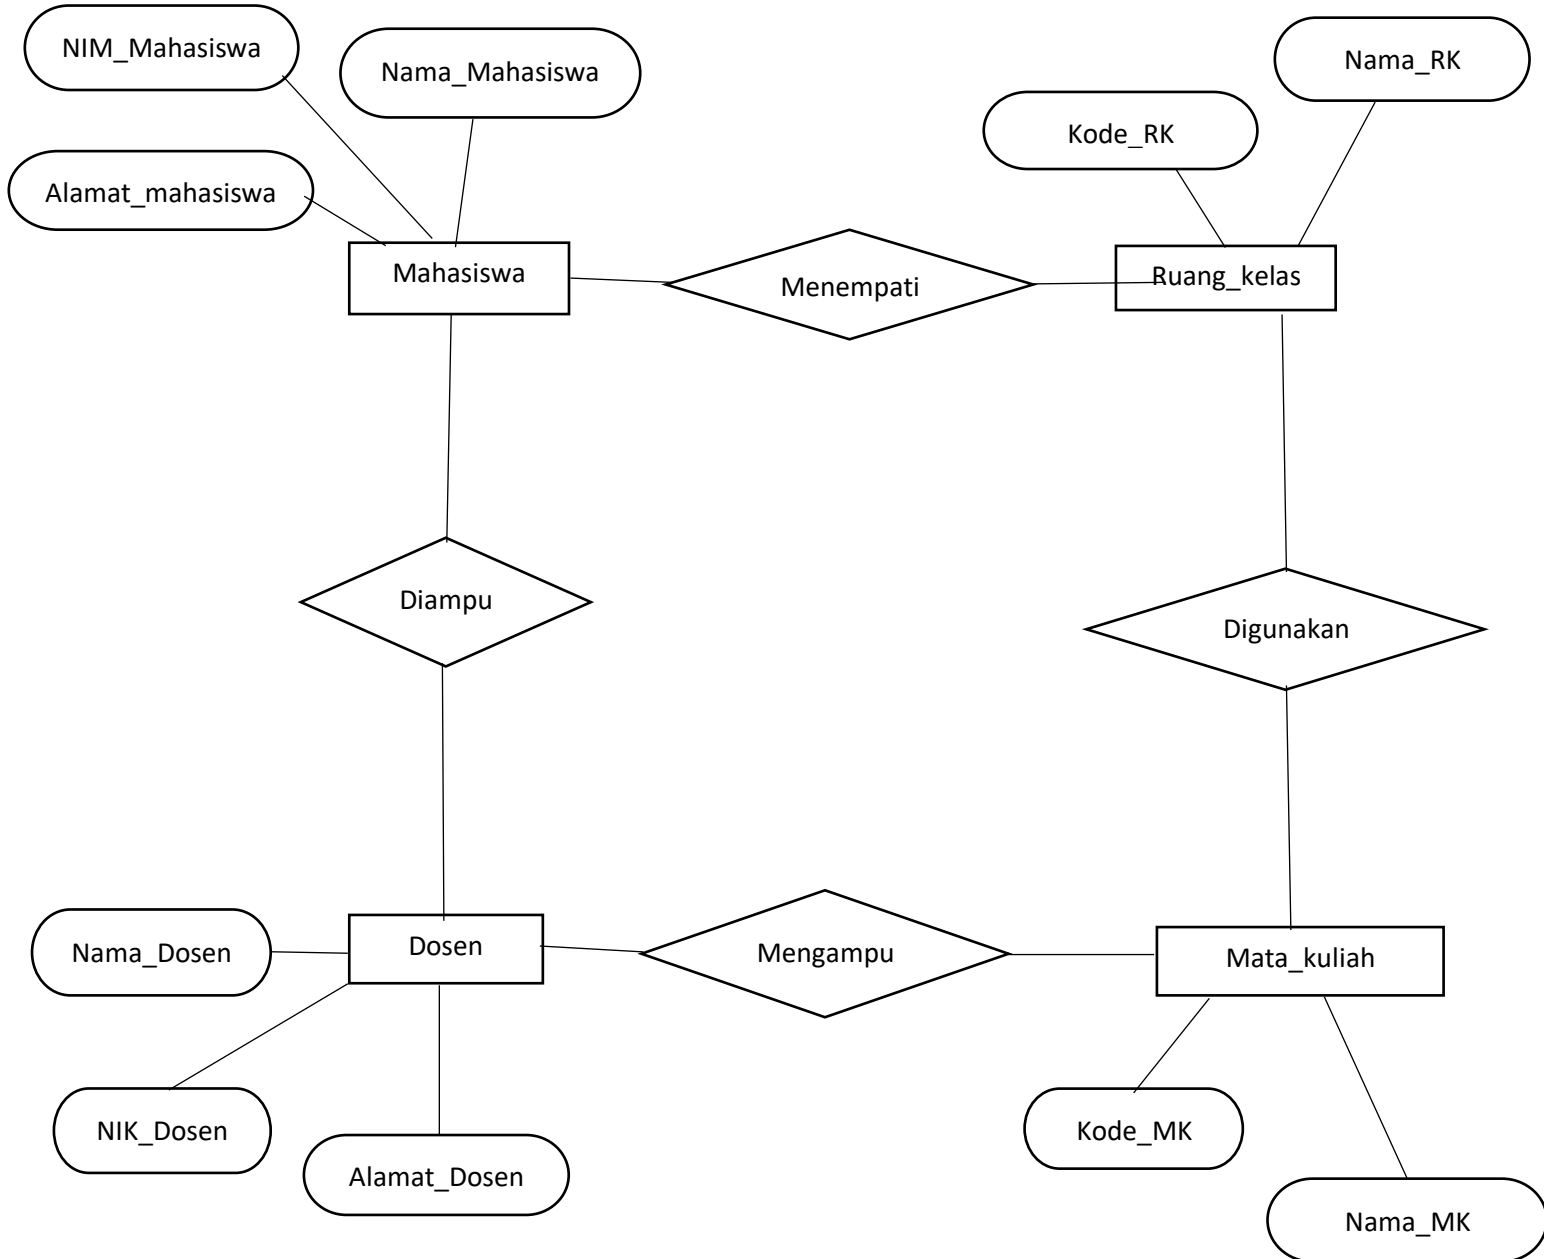 NIM_Mahasiswa
Nama_Mahasiswa
Nama_RK
Kode_RK
Alamat_mahasiswa
Mahasiswa
Menempati
Ruang_kelas
Diampu
Digunakan
Nama_Dosen
Dosen
Mengampu
Mata_kuliah
NIK_Dosen
Kode_MK
Alamat_Dosen
Nama_MK